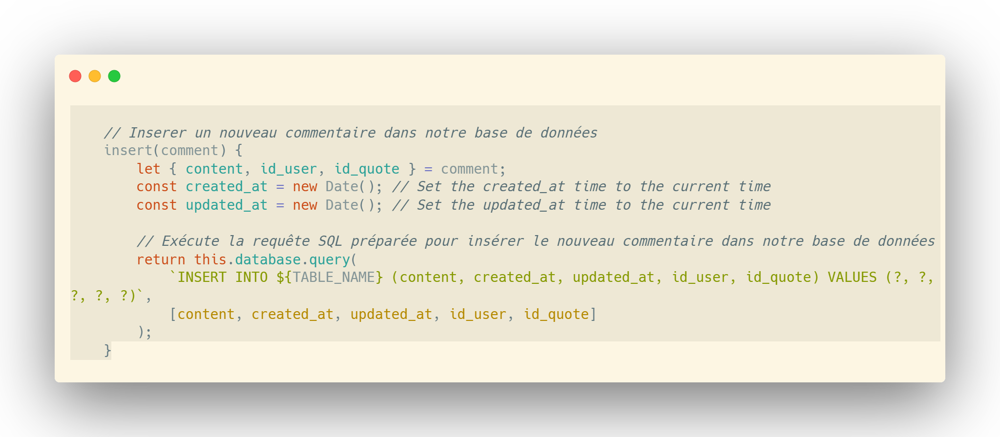 // Inserer un nouveau commentaire dans notre base de données
insert(comment) {
let { content, id_user, id_quote } = comment;
const created_at = new Date(); // Set the created_at time to the current time
const updated_at = new Date(); // Set the updated_at time to the current time
// Exécute la requête SQL préparée pour insérer le nouveau commentaire dans notre base de données
return this.database.query(
`INSERT INTO ${TABLE_NAME} (content, created_at, updated_at, id_user, id_quote) VALUES (?, ?,
?, ?, ?)`,
[content, created_at, updated_at, id_user, id_quote]
);
}